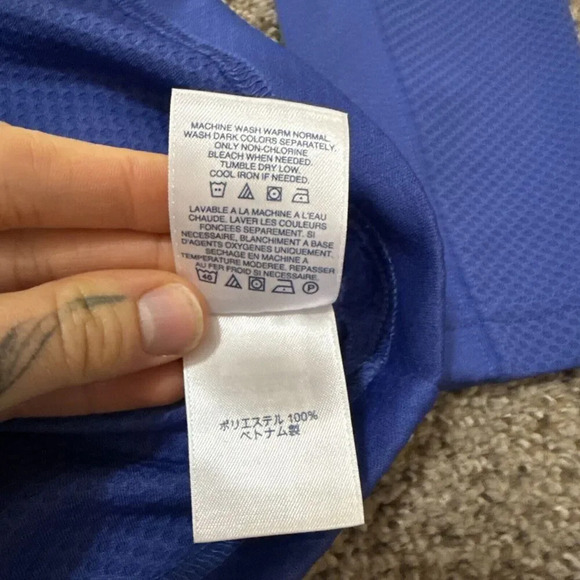 MACHINE WASH WARM NORMAL.
WASH DARK COLORS SEPARATELY.
ONLY NON-CHLORINE
BLEACH WHEN NEEDED.
TUMBLE DRY LOW.
COOL IRON IF NEEDED.
LAVABLE A LA MACHINE A L'EAU
CHAUDE. LAVER LES COULEURS
FONCEES SEPAREMENT. SI
NECESSAIRE, BLANCHIMENT A BASE
D'AGENTS OXYGENES UNIQUEMENT.
SECHAGE EN MACHINE A
TEMPERATURE MODEREE. REPASSER
AU FER FROID SI NECESSAIRE.
40 P
ポリエステル 100%
ベトナム製